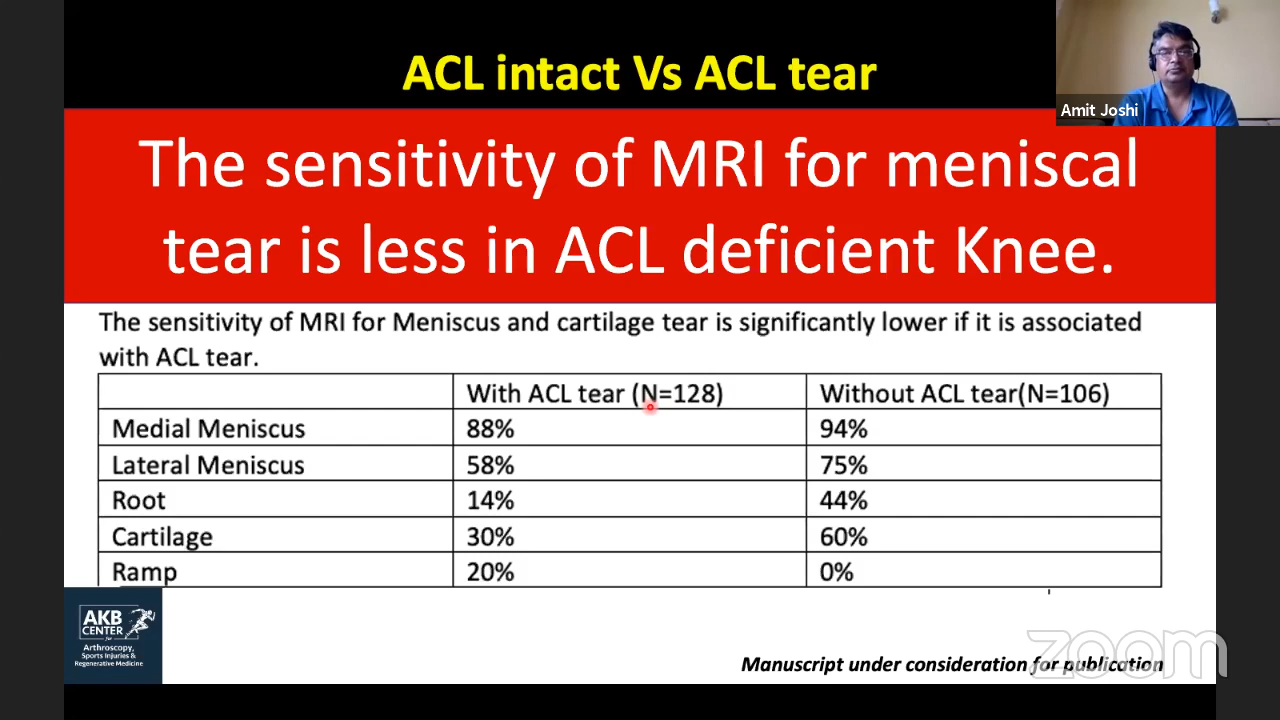 ACL intact Vs ACL tear
Amit Joshi
The sensitivity of MRI for meniscal
tear is less in ACL deficient Knee.
The sensitivity of MRI for Meniscus and cartilage tear is significantly lower if it is associated
with ACL tear.
With ACL tear (N=128) Without ACL tear(N=106)
Medial Meniscus 88% 94%
Lateral Meniscus 58% 75%
Root 14% 44%
Cartilage 30% 60%
Ramp 20% 0%
AKB
CENTER
for
Arthroscopy,
Sports Injuries &
Regenerative Medicine
zoom
Manuscript under consideration for publication